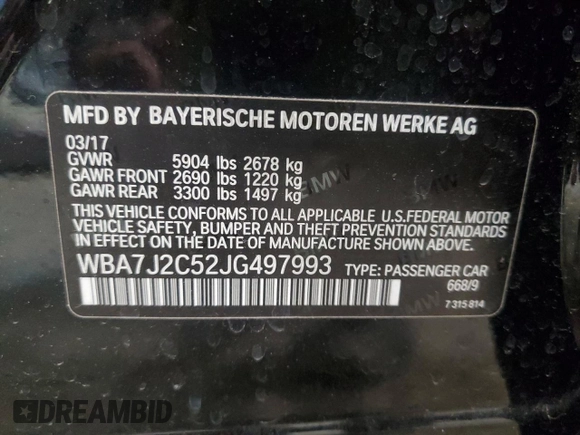 MFD BY BAYERISCHE MOTOREN WERKE AG
03/17
GVWR 5904 lbs 2678 kg
GAWR FRONT 2690 lbs 1220 kg
GAWR REAR 3300 lbs 1497 kg
THIS VEHICLE CONFORMS TO ALL APPLICABLE U.S.FEDERAL MOTOR
VEHICLE SAFETY, BUMPER, AND THEFT PREVENTION STANDARDS
IN EFFECT ON THE DATE OF MANUFACTURE SHOWN ABOVE.
WBA7J2C52JG497993 TYPE: PASSENGER CAR
668/9
7 315 814
BMW
BMW
BMW
DREAMBID